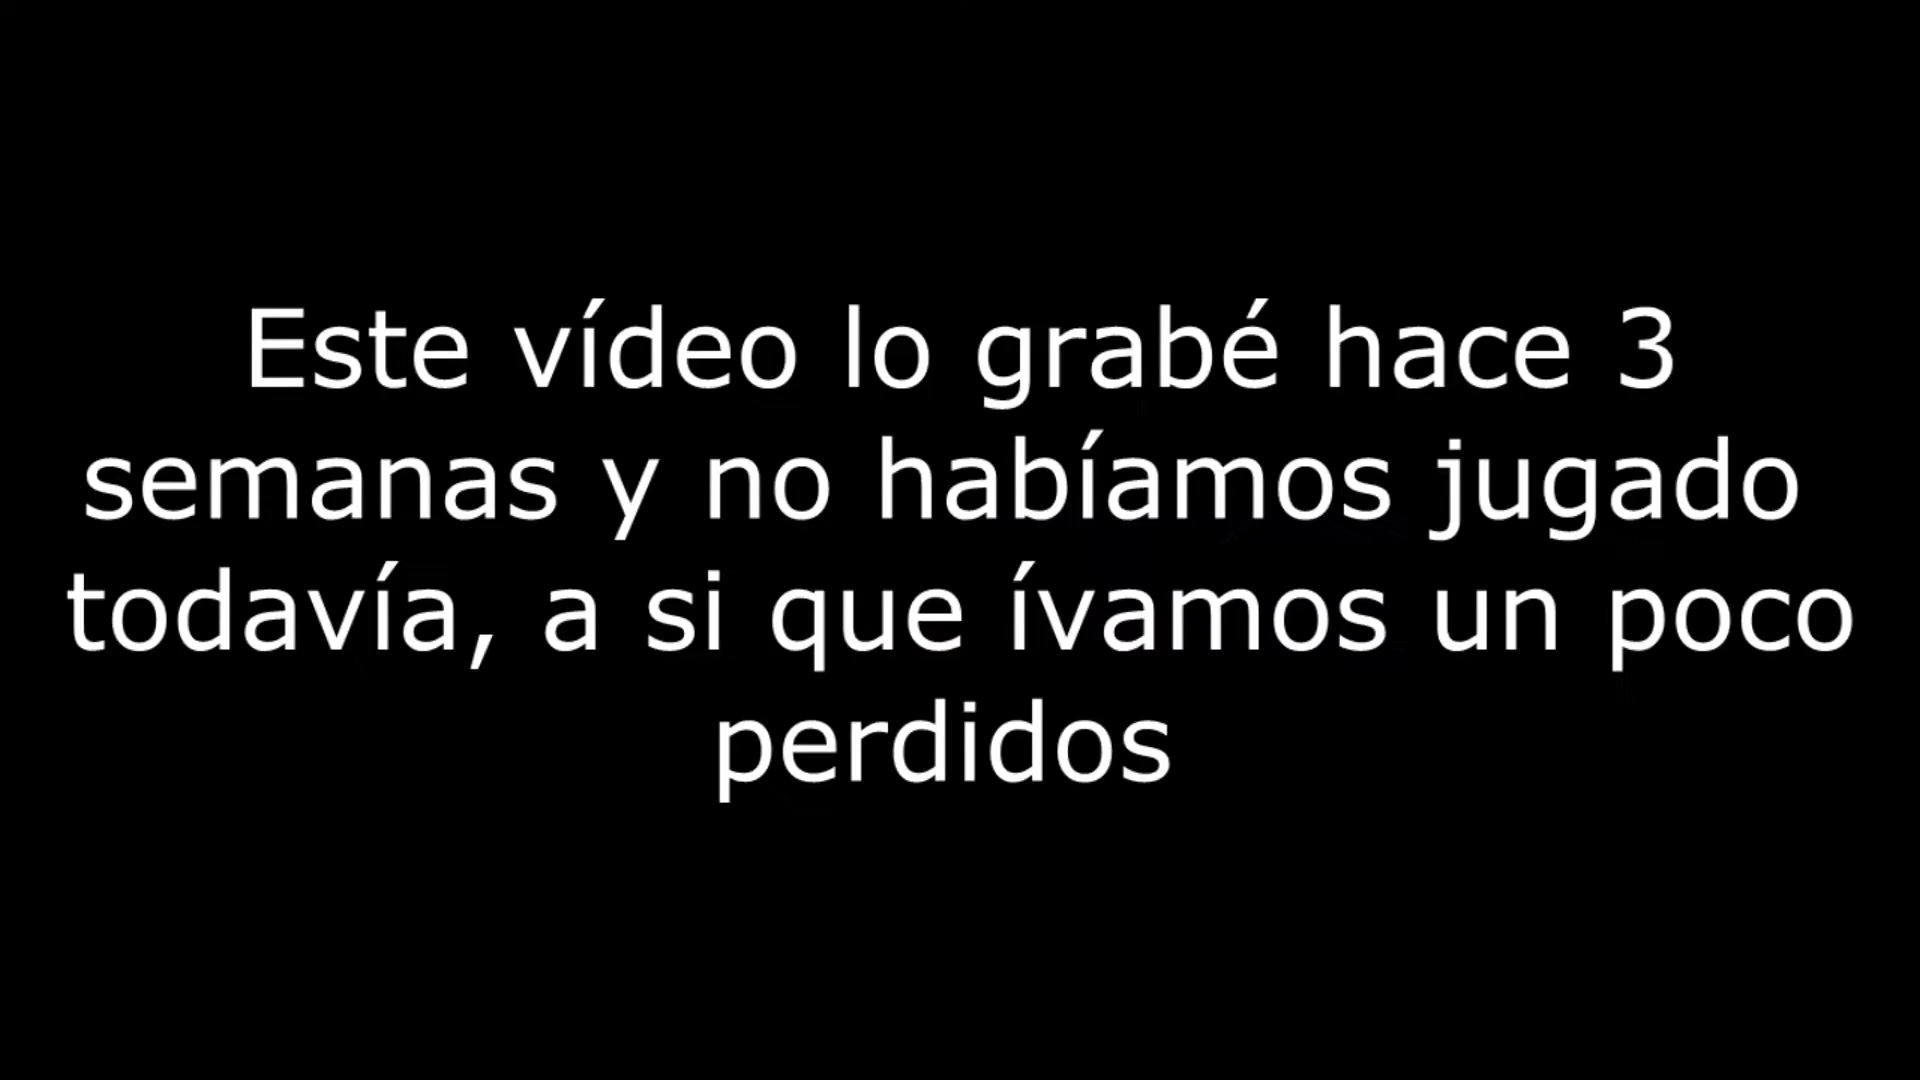 Este vídeo lo grabé hace 3
semanas y no habíamos jugado
todavía, a si que ívamos un poco
perdidos